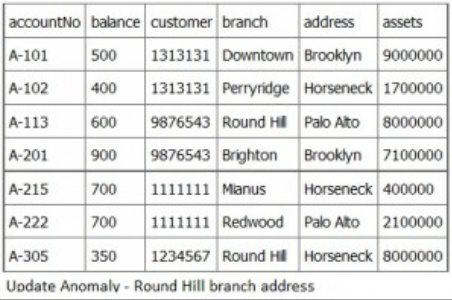 accountNo balance customer branch address assets
A-101 500 1313131 Downtown Brooklyn 9000000
A-102 400 1313131 Perryridge Horseneck 1700000
A-113 600 9876543 Round Hill Palo Alto 8000000
A-201 900 9876543 Brighton Brooklyn 7100000
A-215 700 1111111 Mianus Horseneck 400000
A-222 700 1111111 Redwood Palo Alto 2100000
A-305 350 1234567 Round Hill Horseneck 8000000
Update Anomaly - Round Hill branch address